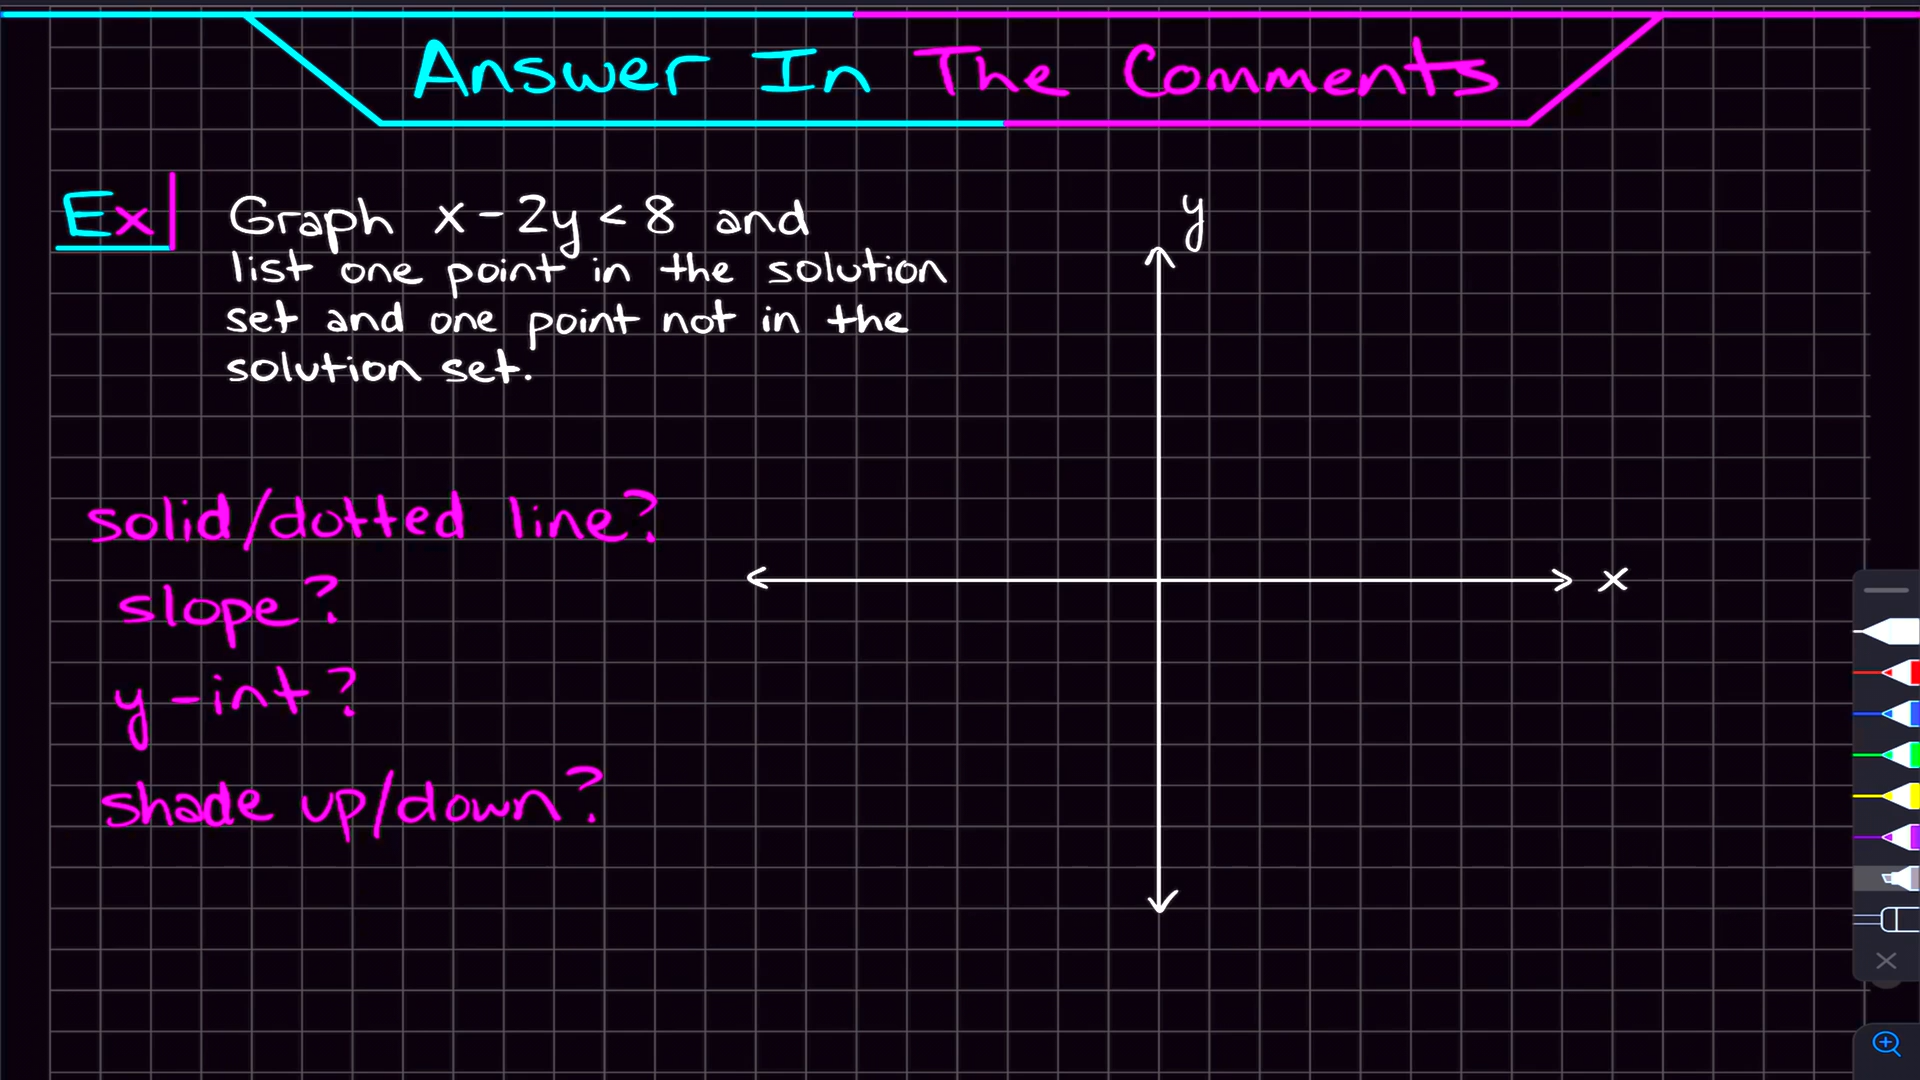 Answer In The Comments
Ex
Graph x - 2y < 8 and
list one point in the solution
set and one point not in the
solution set.
y
x
solid/dotted line?
slope?
y-int?
shade up/down?